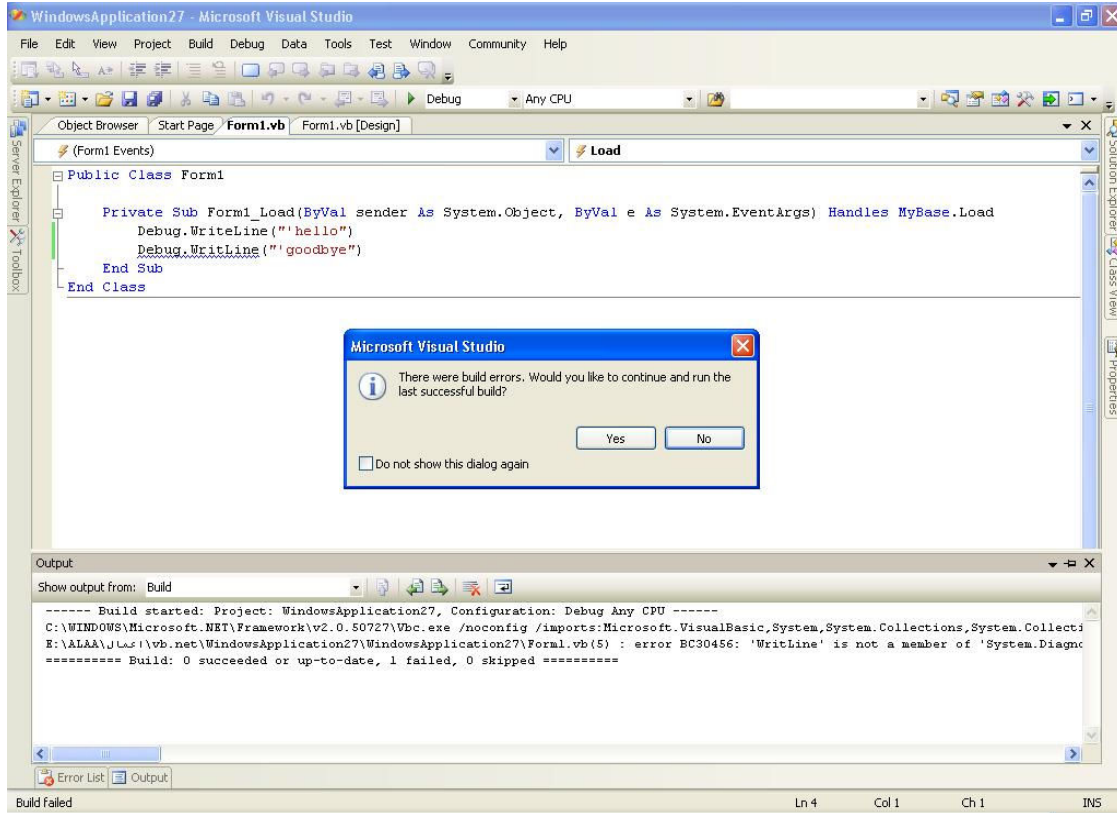 WindowsApplication27 - Microsoft Visual Studio
File Edit View Project Build Debug Data Tools Test Window Community Help
Debug Any CPU
Object Browser Start Page Form1.vb Form1.vb [Design]
(Form1 Events) Load
Public Class Form1
Private Sub Form1_Load(ByVal sender As System.Object, ByVal e As System.EventArgs) Handles MyBase.Load
Debug.WriteLine("'hello")
Debug.WritLine("'goodbye")
End Sub
End Class
Server Explorer
Toolbox
Solution Explorer
Class View
Properties
Microsoft Visual Studio
There were build errors. Would you like to continue and run the
last successful build?
Yes No
Do not show this dialog again
Output
Show output from: Build
------ Build started: Project: WindowsApplication27, Configuration: Debug Any CPU ------
C:\WINDOWS\Microsoft.NET\Framework\v2.0.50727\Vbc.exe /noconfig /imports:Microsoft.VisualBasic,System,System.Collections,System.Collecti
E:\ALAA\اعمال\vb.net\WindowsApplication27\WindowsApplication27\Form1.vb(5) : error BC30456: 'WritLine' is not a member of 'System.Diagno
========== Build: 0 succeeded or up-to-date, 1 failed, 0 skipped ==========
Error List Output
Build failed Ln 4 Col 1 Ch 1 INS